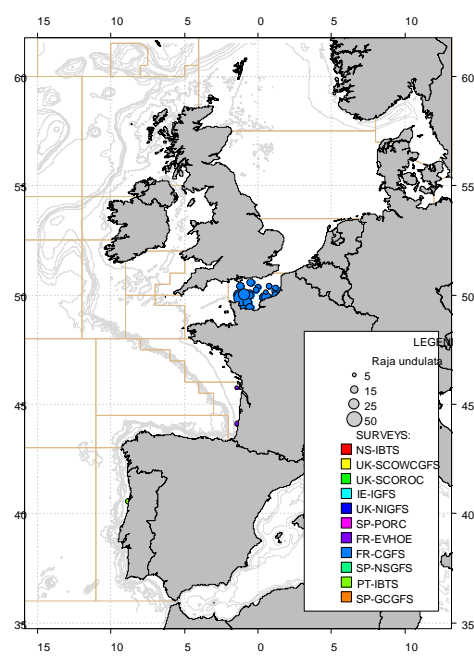 15 10 5 0 5 10
60 60
55 55
50 50
45 45
40 40
35 35
LEGEN
Raja undulata
5
15
25
50
SURVEYS:
NS-IBTS
UK-SCOWCGFS
UK-SCOROC
IE-IGFS
UK-NIGFS
SP-PORC
FR-EVHOE
FR-CGFS
SP-NSGFS
PT-IBTS
SP-GCGFS
15 10 5 0 5 10